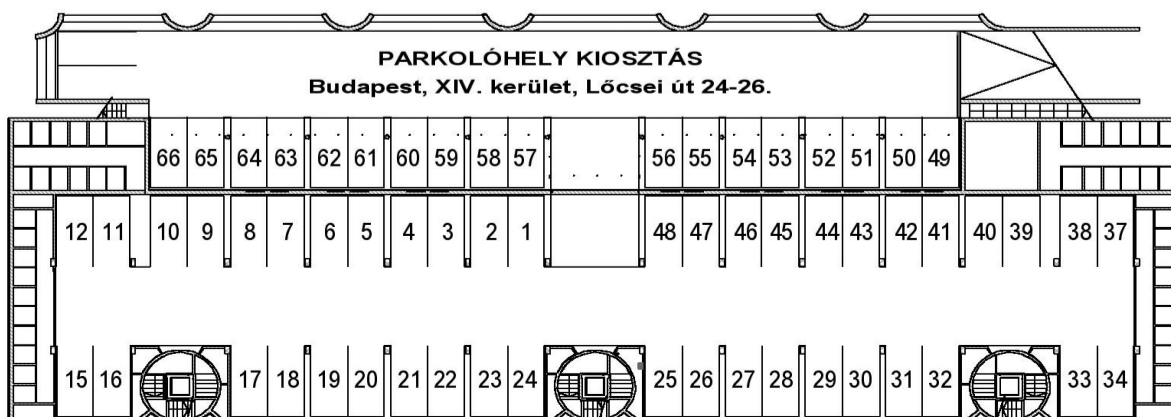 PARKOLÓHELY KIOSZTÁS
Budapest, XIV. kerület, Lőcsei út 24-26.
66 65 64 63 62 61 60 59 58 57 56 55 54 53 52 51 50 49
12 11 10 9 8 7 6 5 4 3 2 1 48 47 46 45 44 43 42 41 40 39 38 37
15 16 17 18 19 20 21 22 23 24 25 26 27 28 29 30 31 32 33 34